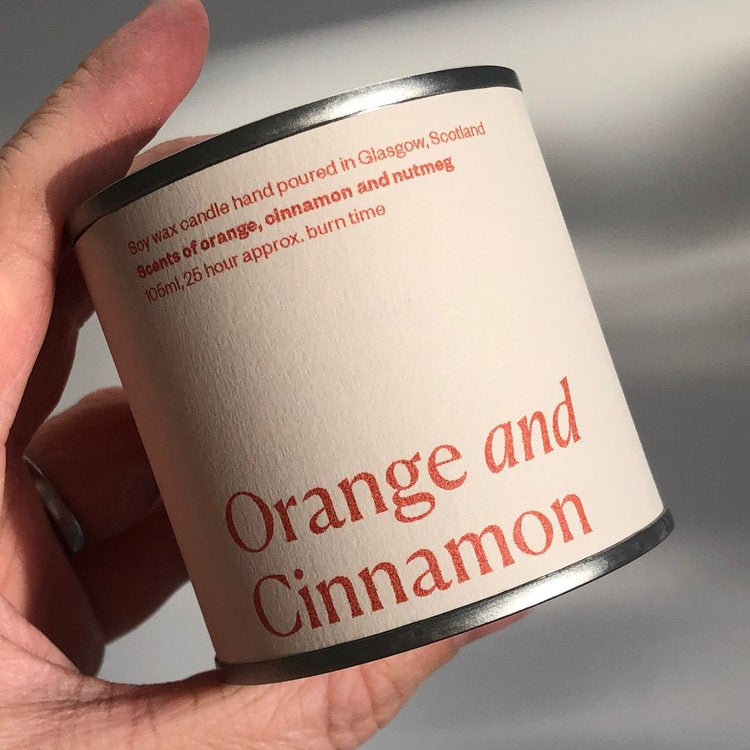 Soy wax candle hand poured in Glasgow, Scotland
Scents of orange, cinnamon and nutmeg
105ml, 25 hour approx. burn time
Orange and
Cinnamon